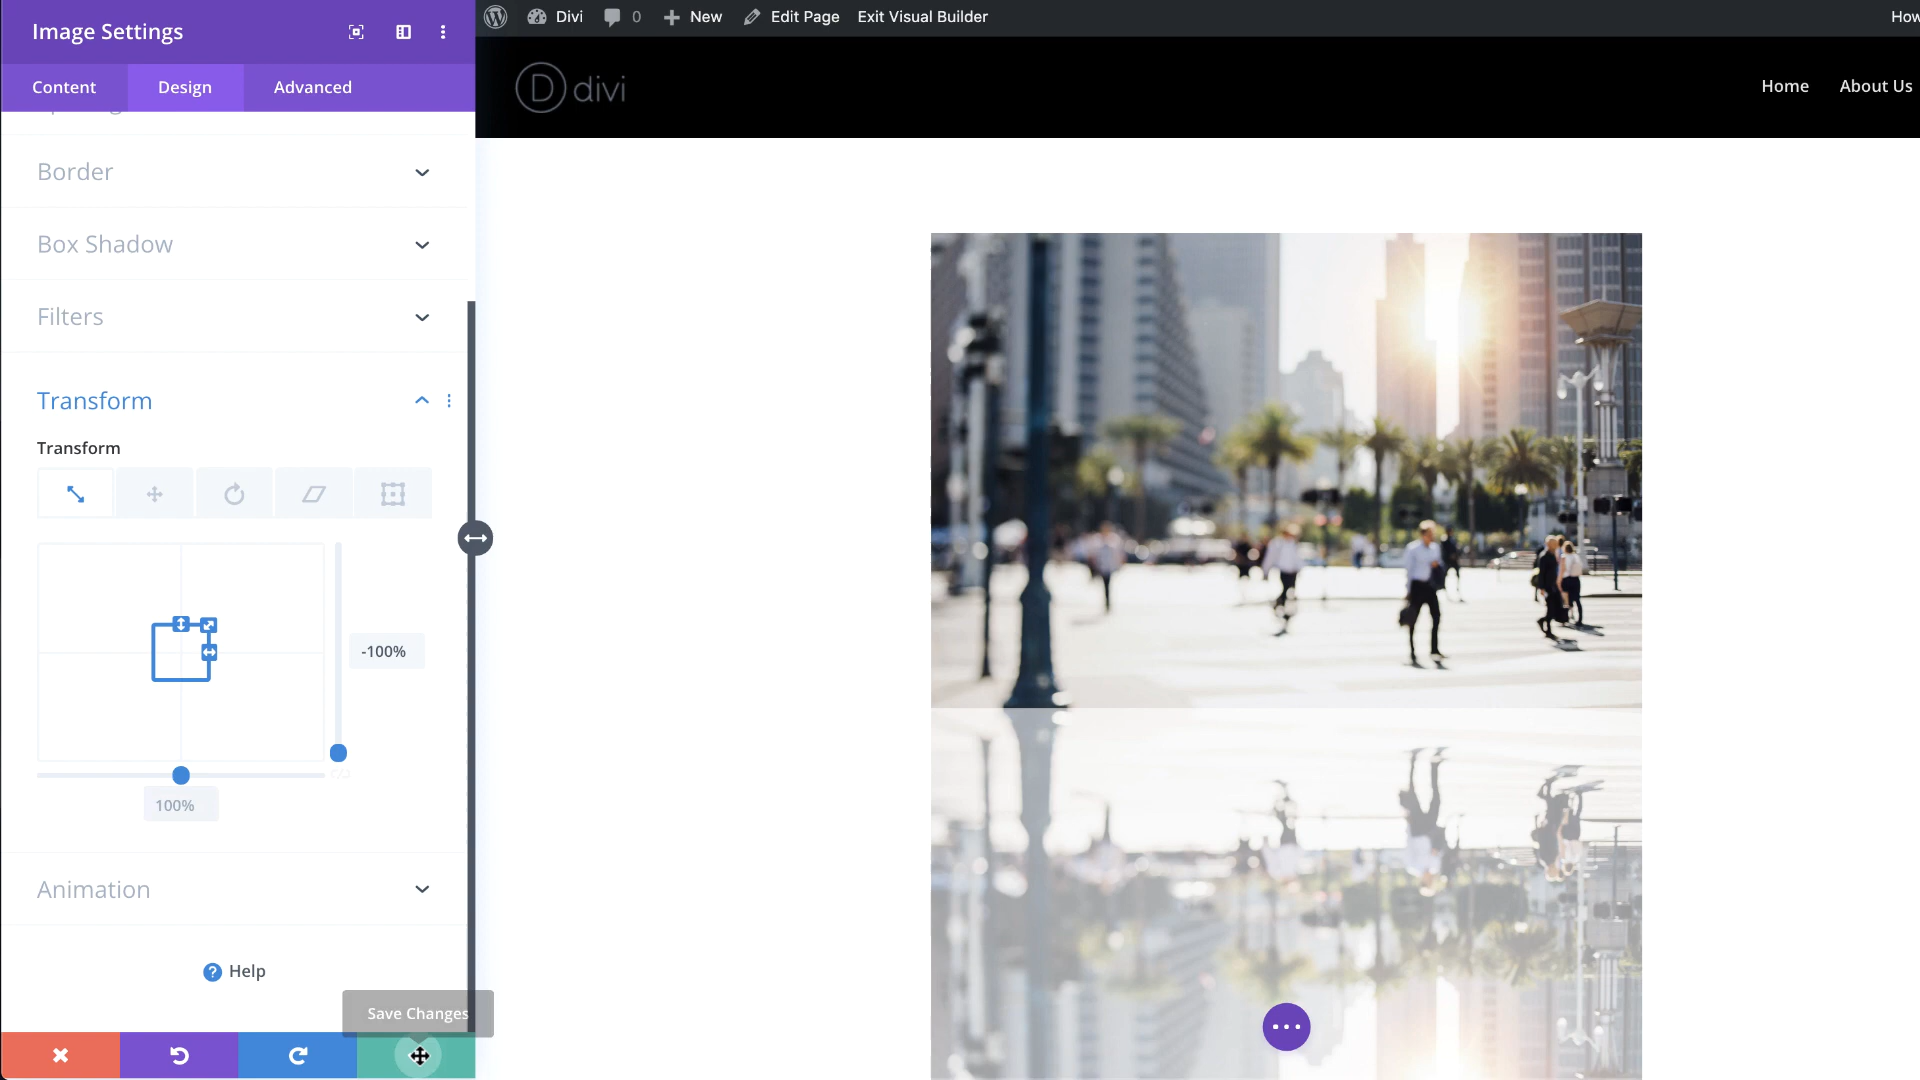 Image Settings
Content
Design
Advanced
Border
Box Shadow
Filters
Transform
Transform
-100%
100%
Animation
? Help
Save Changes
Divi
0
New
Edit Page
Exit Visual Builder
How
D divi
Home
About Us